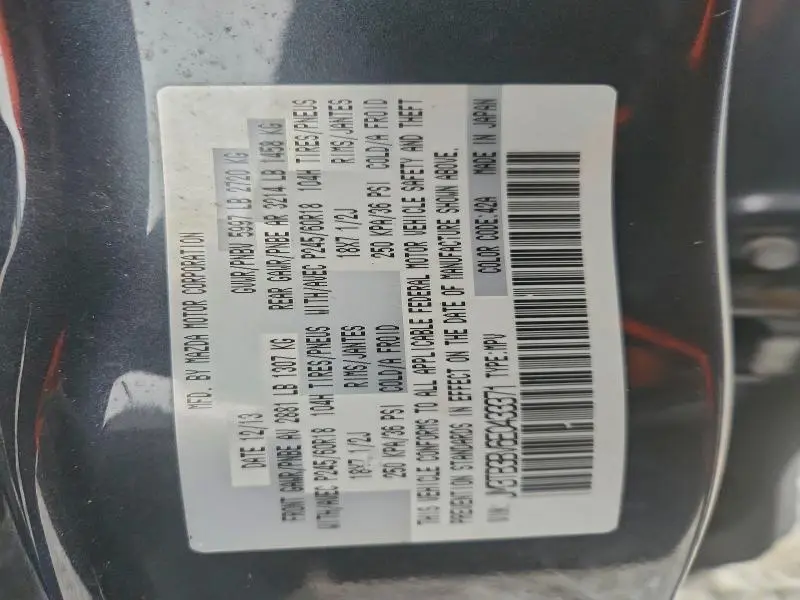 MFD. BY MAZDA MOTOR CORPORATION
DATE 12/13 GVWR/PNBV 5997 LB 2720 KG
FRONT GAWR/PNBE AV 2881 LB 1307 KG REAR GAWR/PNBE AR 3214 LB 1458 KG
WITH/AVEC P245/60R18 104H TIRES/PNEUS WITH/AVEC P245/60R18 104H TIRES/PNEUS
18X7 1/2J RIMS/JANTES 18X7 1/2J RIMS/JANTES
250 KPA/36 PSI COLD/A FROID 250 KPA/36 PSI COLD/A FROID
THIS VEHICLE CONFORMS TO ALL APPLICABLE FEDERAL MOTOR VEHICLE SAFETY AND THEFT
PREVENTION STANDARDS IN EFFECT ON THE DATE OF MANUFACTURE SHOWN ABOVE.
VIN: JM3TB3BV6E0433371 TYPE:MPV COLOR CODE:42A MADE IN JAPAN